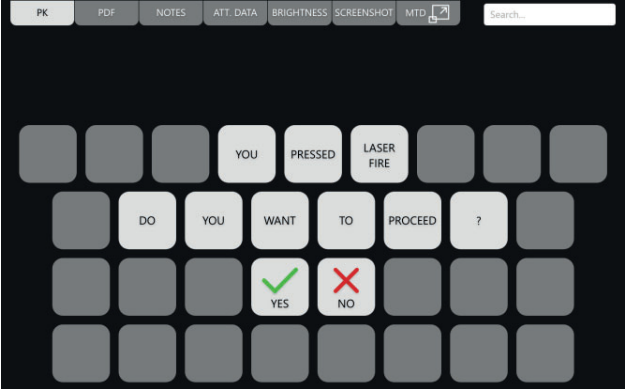 PK PDF NOTES ATT. DATA BRIGHTNESS SCREENSHOT MTD Search...
YOU PRESSED LASER FIRE
DO YOU WANT TO PROCEED ?
YES NO